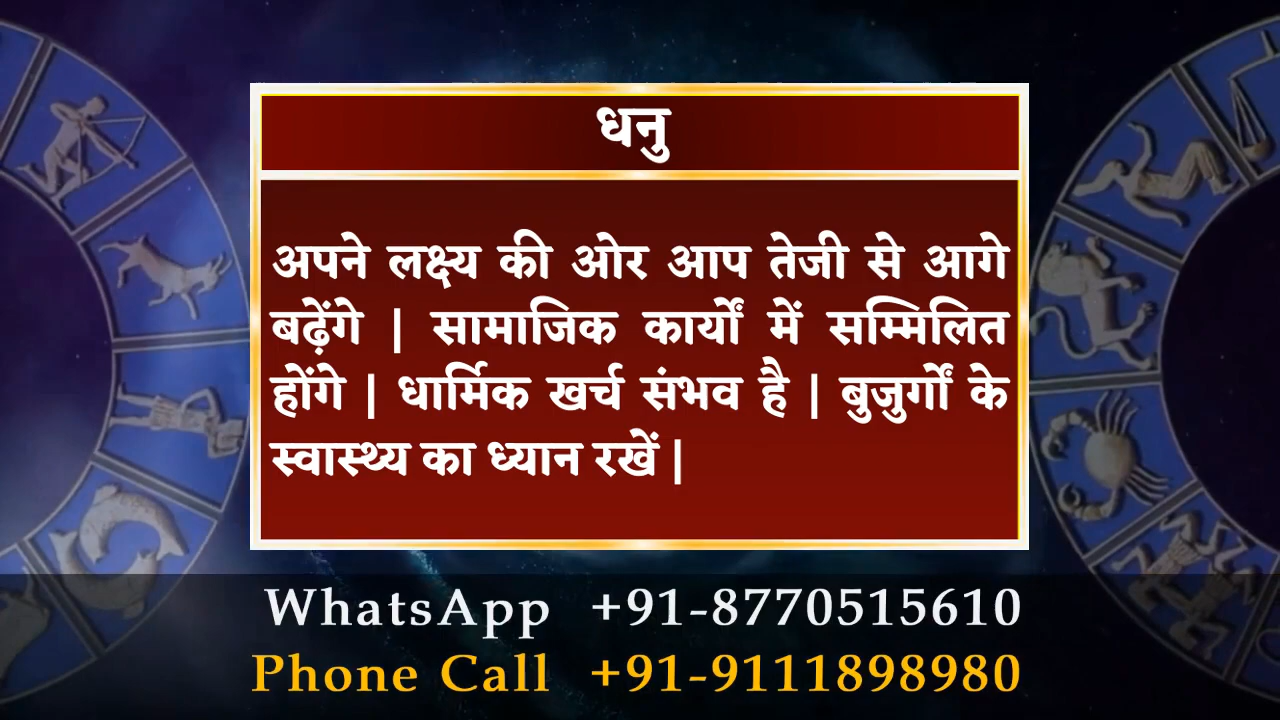 धनु
अपने लक्ष्य की ओर आप तेजी से आगे
बढ़ेंगे | सामाजिक कार्यों में सम्मिलित
होंगे | धार्मिक खर्च संभव है | बुजुर्गों के
स्वास्थ्य का ध्यान रखें |
WhatsApp +91-8770515610
Phone Call +91-9111898980